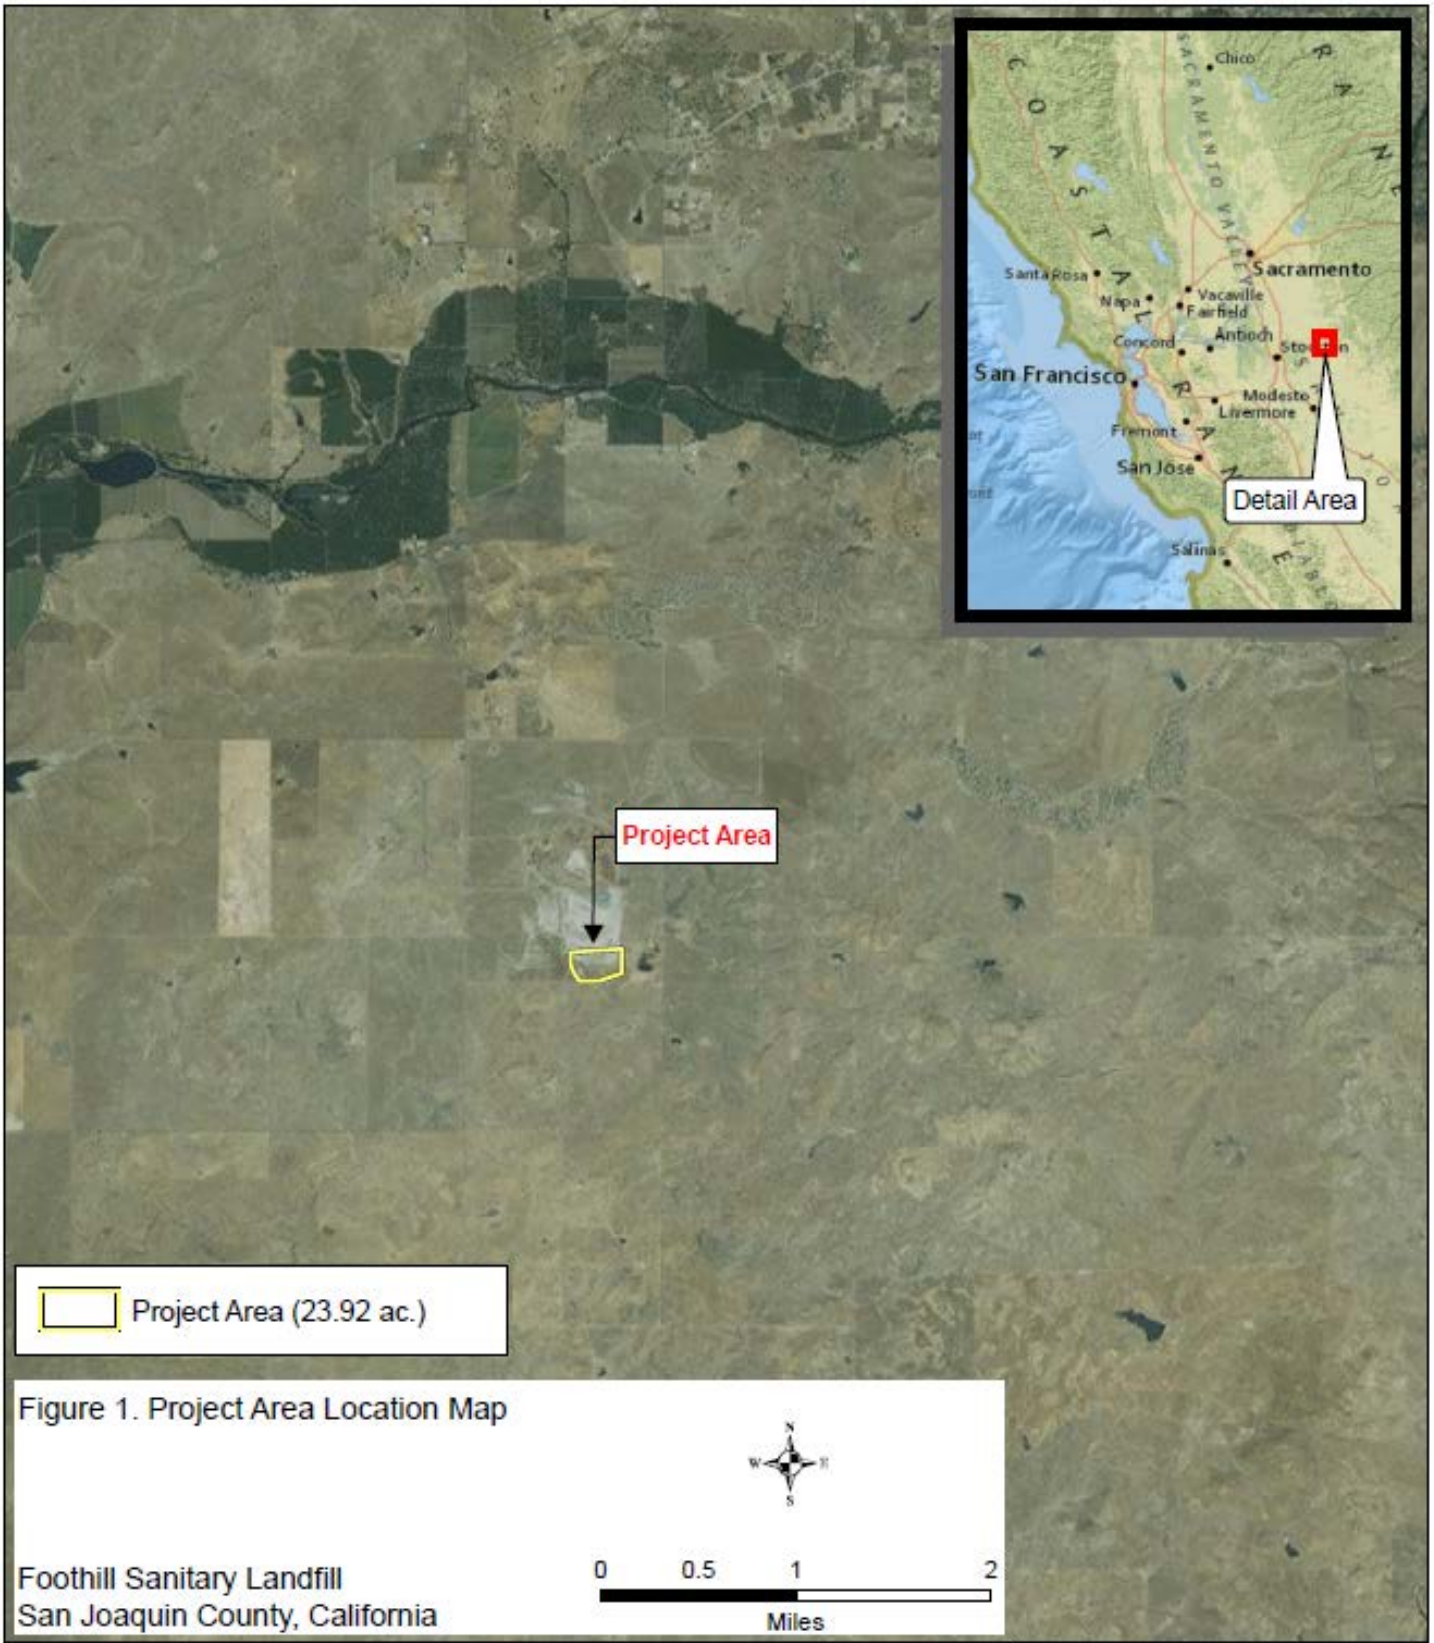 Chico
SACRAMENTO VALLEY
COASTAL RANGE
Sacramento
Santa Rosa
Vacaville
Napa
Fairfield
Antioch
Concord
San Francisco
Modesto
Livermore
Fremont
San Jose
Detail Area
Salinas
Project Area
Project Area (23.92 ac.)
Figure 1. Project Area Location Map
N
W E
S
Foothill Sanitary Landfill
San Joaquin County, California
0 0.5 1 2
Miles